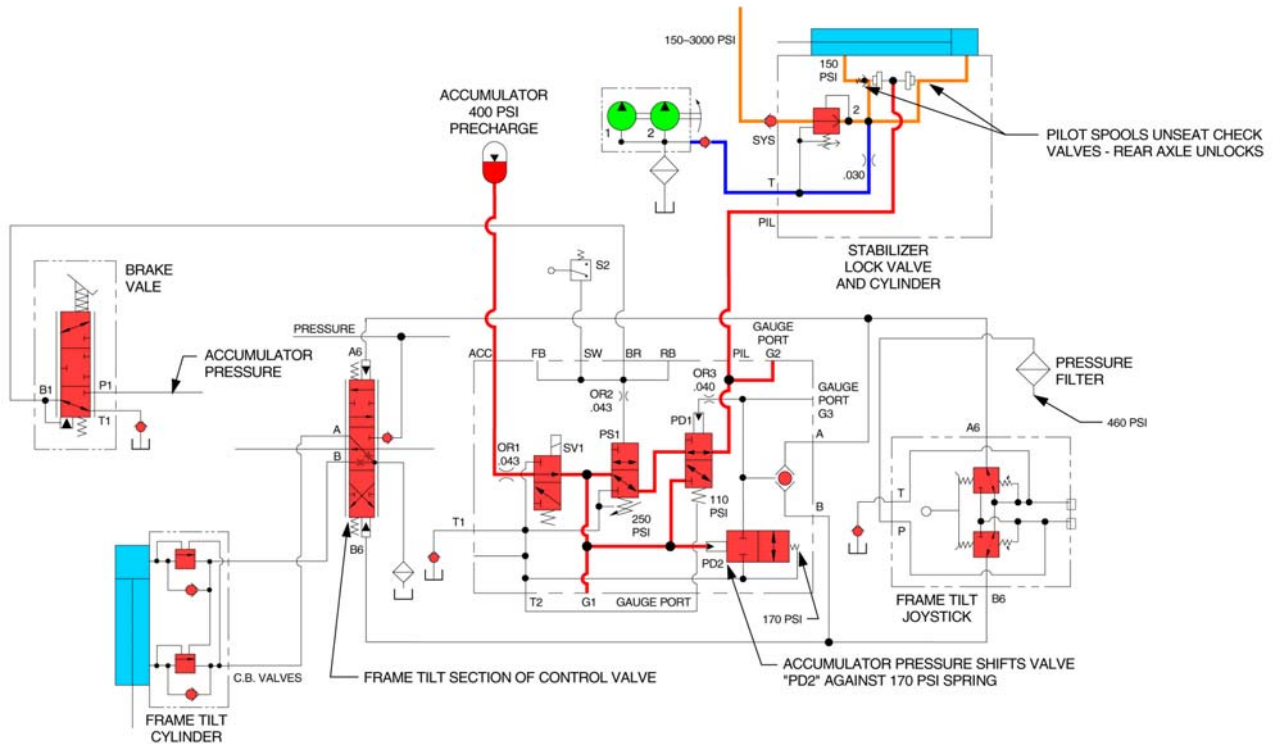 150–3000 PSI
150
PSI
ACCUMULATOR
400 PSI
PRECHARGE
1
2
2
SYS
PILOT SPOOLS UNSEAT CHECK
VALVES - REAR AXLE UNLOCKS
.030
T
PIL
STABILIZER
LOCK VALVE
AND CYLINDER
BRAKE
VALE
S2
PRESSURE
A6
ACC
FB
SW
BR
RB
PIL
GAUGE
PORT
G2
ACCUMULATOR
PRESSURE
B1
P1
T1
OR2
.043
OR3
.040
GAUGE
PORT
G3
PRESSURE
FILTER
460 PSI
PD1
PS1
A
A
B
OR1
.043
SV1
A6
B
110
PSI
T
P
250
PSI
T1
B6
PD2
T2
G1
GAUGE PORT
170 PSI
B6
FRAME TILT
JOYSTICK
C.B. VALVES
FRAME TILT SECTION OF CONTROL VALVE
ACCUMULATOR PRESSURE SHIFTS VALVE
"PD2" AGAINST 170 PSI SPRING
FRAME TILT
CYLINDER